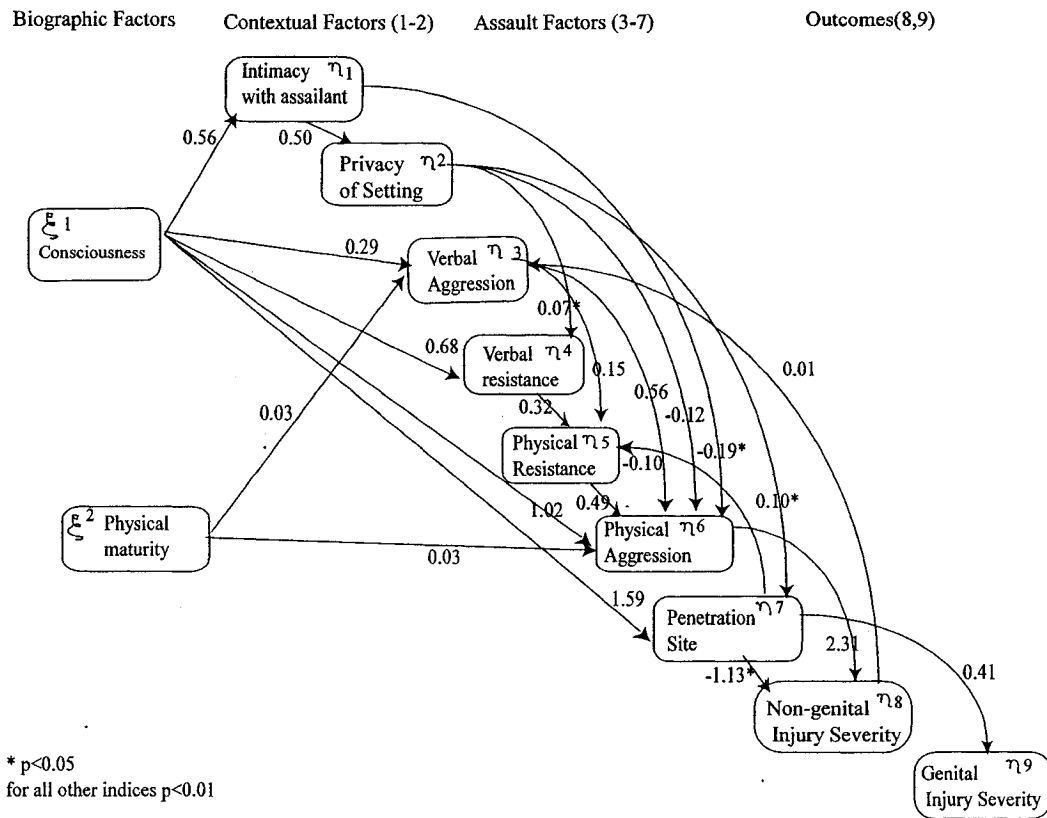 Biographic Factors
Contextual Factors (1-2)
Assault Factors (3-7)
Outcomes(8,9)
Intimacy η1
with assailant
0.56
0.50
Privacy η2
of Setting
ξ1
Consciousness
0.29
Verbal η3
Aggression
0.07*
0.68
Verbal η4
resistance
0.15
0.56
0.01
0.03
0.32
-0.12
Physical η5
Resistance
-0.10
-0.19*
0.49
0.10*
1.02
ξ2 Physical
maturity
0.03
Physical η6
Aggression
1.59
Penetration η7
Site
2.31
-1.13*
0.41
Non-genital η8
Injury Severity
* p<0.05
for all other indices p<0.01
Genital η9
Injury Severity